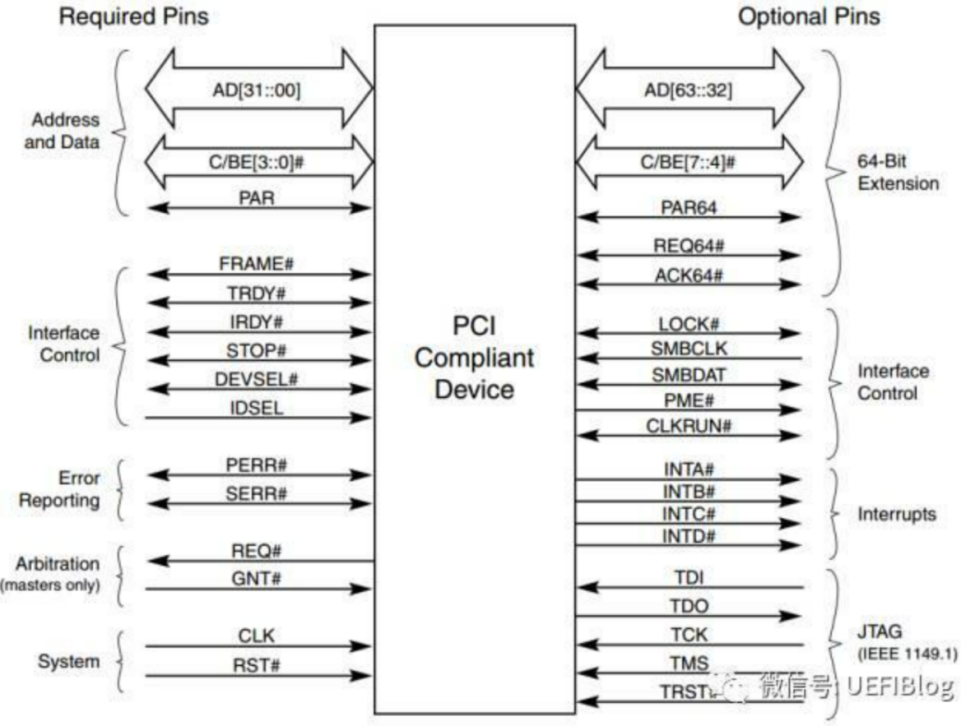 Required Pins
Optional Pins
Address
and Data
AD[31::00]
C/BE[3::0]#
PAR
Interface
Control
FRAME#
TRDY#
IRDY#
STOP#
DEVSEL#
IDSEL
Error
Reporting
PERR#
SERR#
Arbitration
(masters only)
REQ#
GNT#
System
CLK
RST#
PCI
Compliant
Device
AD[63::32]
C/BE[7::4]#
PAR64
REQ64#
ACK64#
64-Bit
Extension
LOCK#
SMBCLK
SMBDAT
PME#
CLKRUN#
Interface
Control
INTA#
INTB#
INTC#
INTD#
Interrupts
TDI
TDO
TCK
TMS
TRST#
JTAG
(IEEE 1149.1)
微信号: UEFIBlog